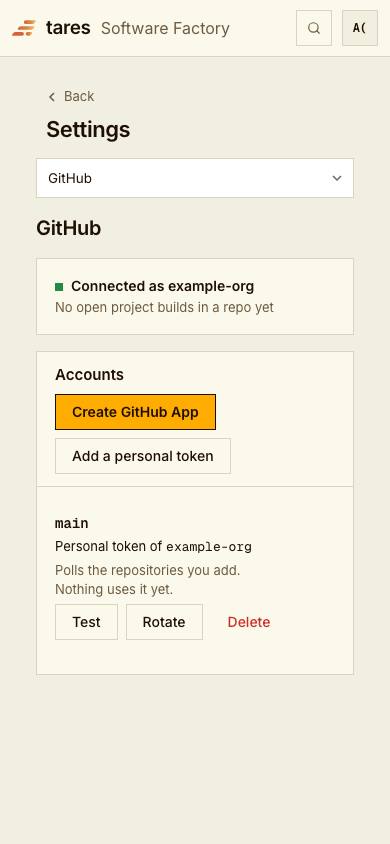 tares Software Factory A(
Back
Settings
GitHub
GitHub
Connected as example-org
No open project builds in a repo yet
Accounts
Create GitHub App
Add a personal token
main
Personal token of example-org
Polls the repositories you add.
Nothing uses it yet.
Test Rotate Delete